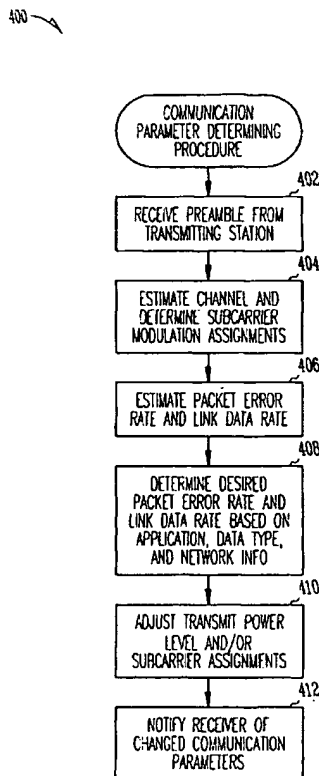 400
COMMUNICATION
PARAMETER DETERMINING
PROCEDURE
402
RECEIVE PREAMBLE FROM
TRANSMITTING STATION
404
ESTIMATE CHANNEL AND
DETERMINE SUBCARRIER
MODULATION ASSIGNMENTS
406
ESTIMATE PACKET ERROR
RATE AND LINK DATA RATE
408
DETERMINE DESIRED
PACKET ERROR RATE AND
LINK DATA RATE BASED ON
APPLICATION, DATA TYPE,
AND NETWORK INFO
410
ADJUST TRANSMIT POWER
LEVEL AND/OR
SUBCARRIER ASSIGNMENTS
412
NOTIFY RECEIVER OF
CHANGED COMMUNICATION
PARAMETERS